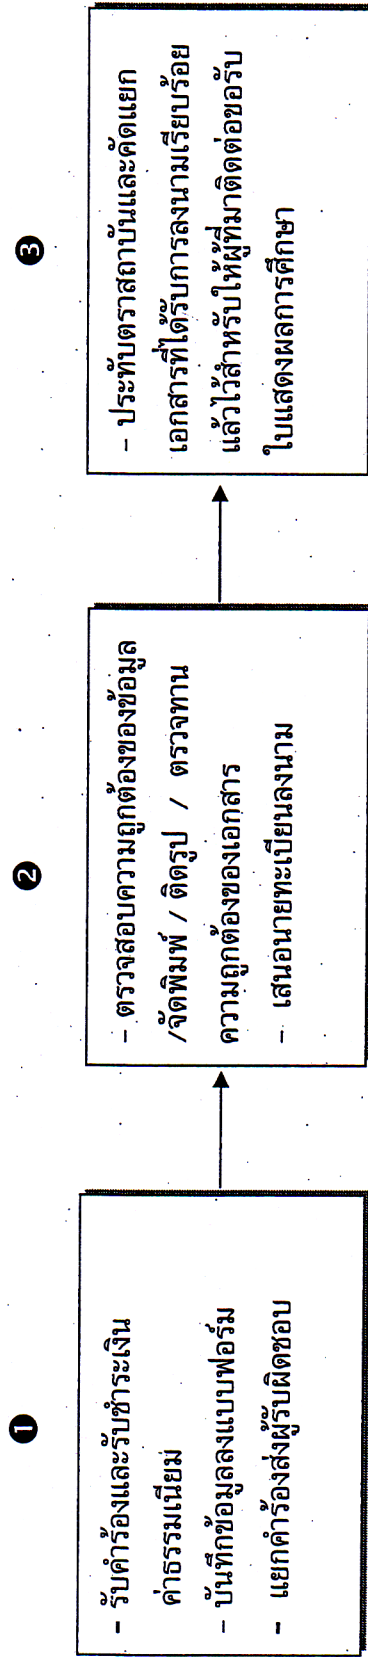 ❶
- รับคำร้องและรับชำระเงิน
ค่าธรรมเนียม
- บันทึกข้อมูลลงแบบฟอร์ม
- แยกคำร้องส่งผู้รับผิดชอบ
❷
- ตรวจสอบความถูกต้องของข้อมูล
/จัดพิมพ์ / ติดรูป / ตรวจทาน
ความถูกต้องของเอกสาร
- เสนอนายทะเบียนลงนาม
❸
- ประทับตราสถาบันและคัดแยก
เอกสารที่ได้รับการลงนามเรียบร้อย
แล้วไว้สำหรับให้ผู้ที่มาติดต่อขอรับ
ใบแสดงผลการศึกษา